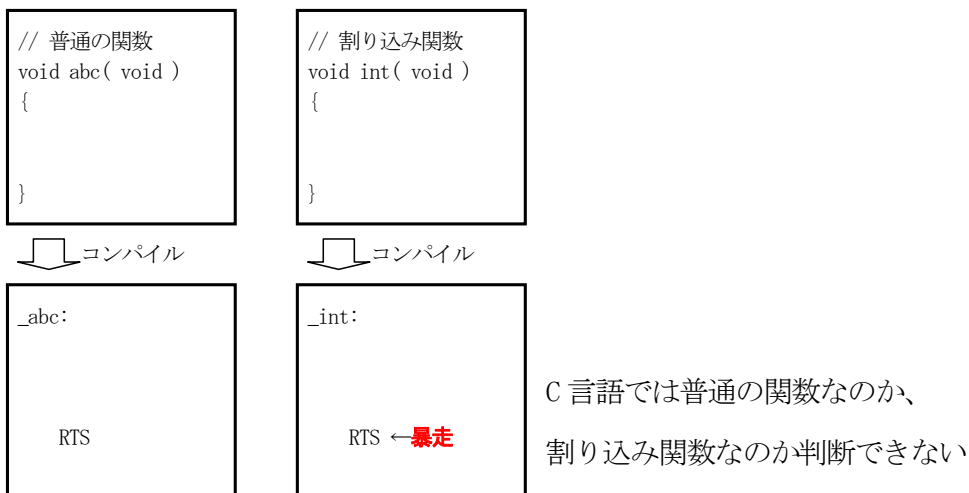 // 普通の関数
void abc( void )
{
}
コンパイル
_abc:
RTS
// 割り込み関数
void int( void )
{
}
コンパイル
_int:
RTS ←暴走
C 言語では普通の関数なのか、
割り込み関数なのか判断できない